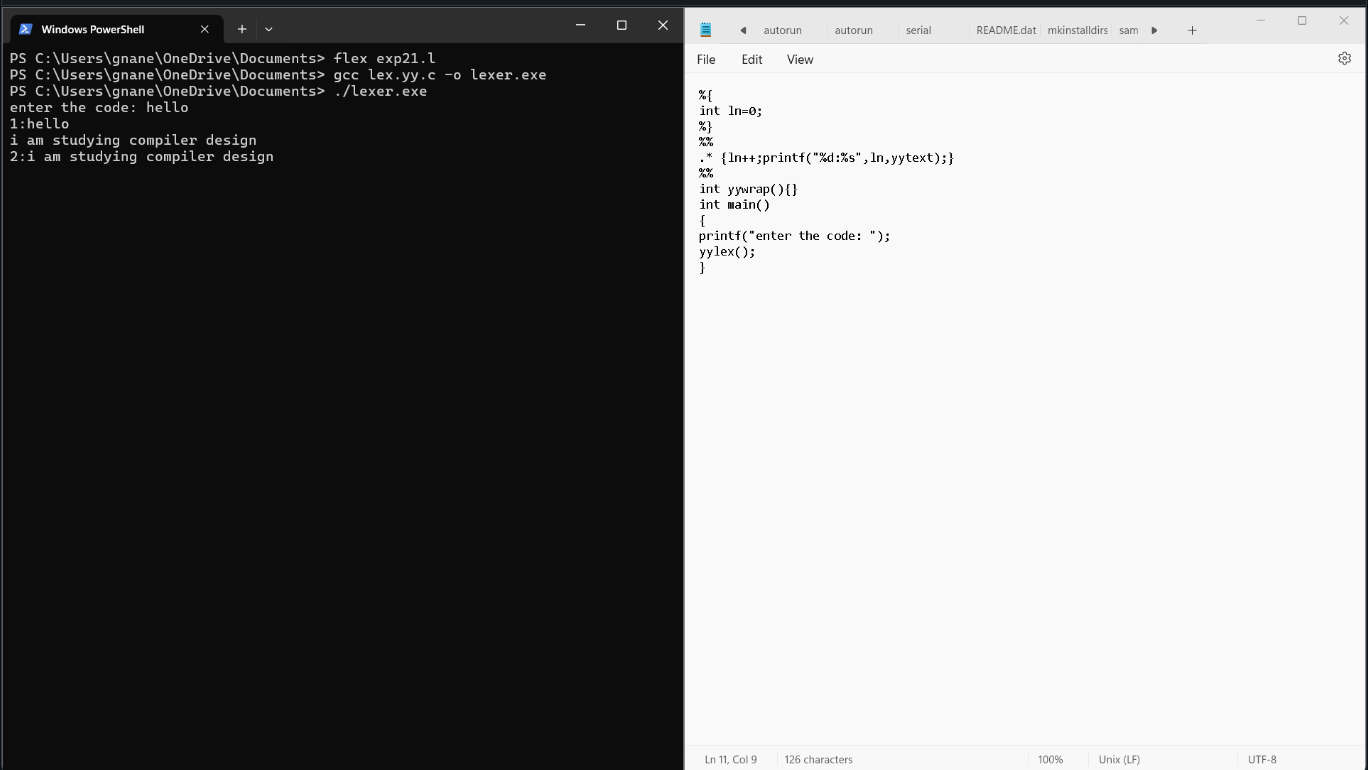 Windows PowerShell
PS C:\Users\gnane\OneDrive\Documents> flex exp21.l
PS C:\Users\gnane\OneDrive\Documents> gcc lex.yy.c -o lexer.exe
PS C:\Users\gnane\OneDrive\Documents> ./lexer.exe
enter the code: hello
1:hello
i am studying compiler design
2:i am studying compiler design
autorun autorun serial README.dat mkinstalldirs sam
File Edit View
%{
int ln=0;
%}
%%
.* {ln++;printf("%d:%s",ln,yytext);}
%%
int yywrap(){}
int main()
{
printf("enter the code: ");
yylex();
}
Ln 11, Col 9 126 characters 100% Unix (LF) UTF-8